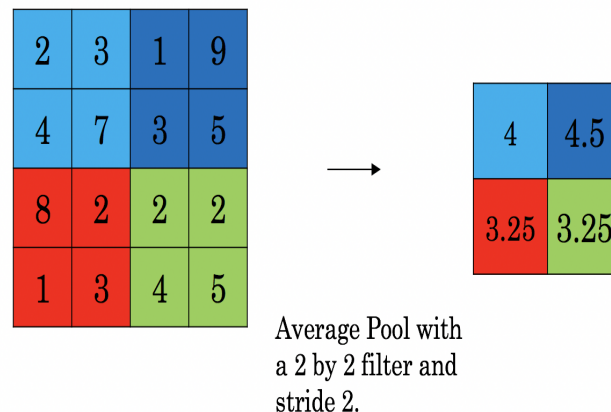 2 3 1 9
4 7 3 5
4 4.5
8 2 2 2
3.25 3.25
1 3 4 5
Average Pool with
a 2 by 2 filter and
stride 2.